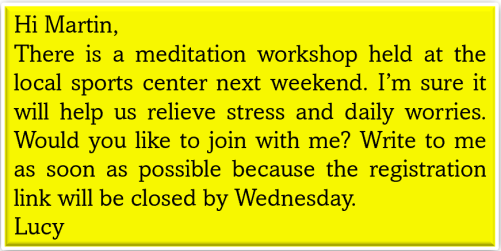 Hi Martin,
There is a meditation workshop held at the
local sports center next weekend. I’m sure it
will help us relieve stress and daily worries.
Would you like to join with me? Write to me
as soon as possible because the registration
link will be closed by Wednesday.
Lucy